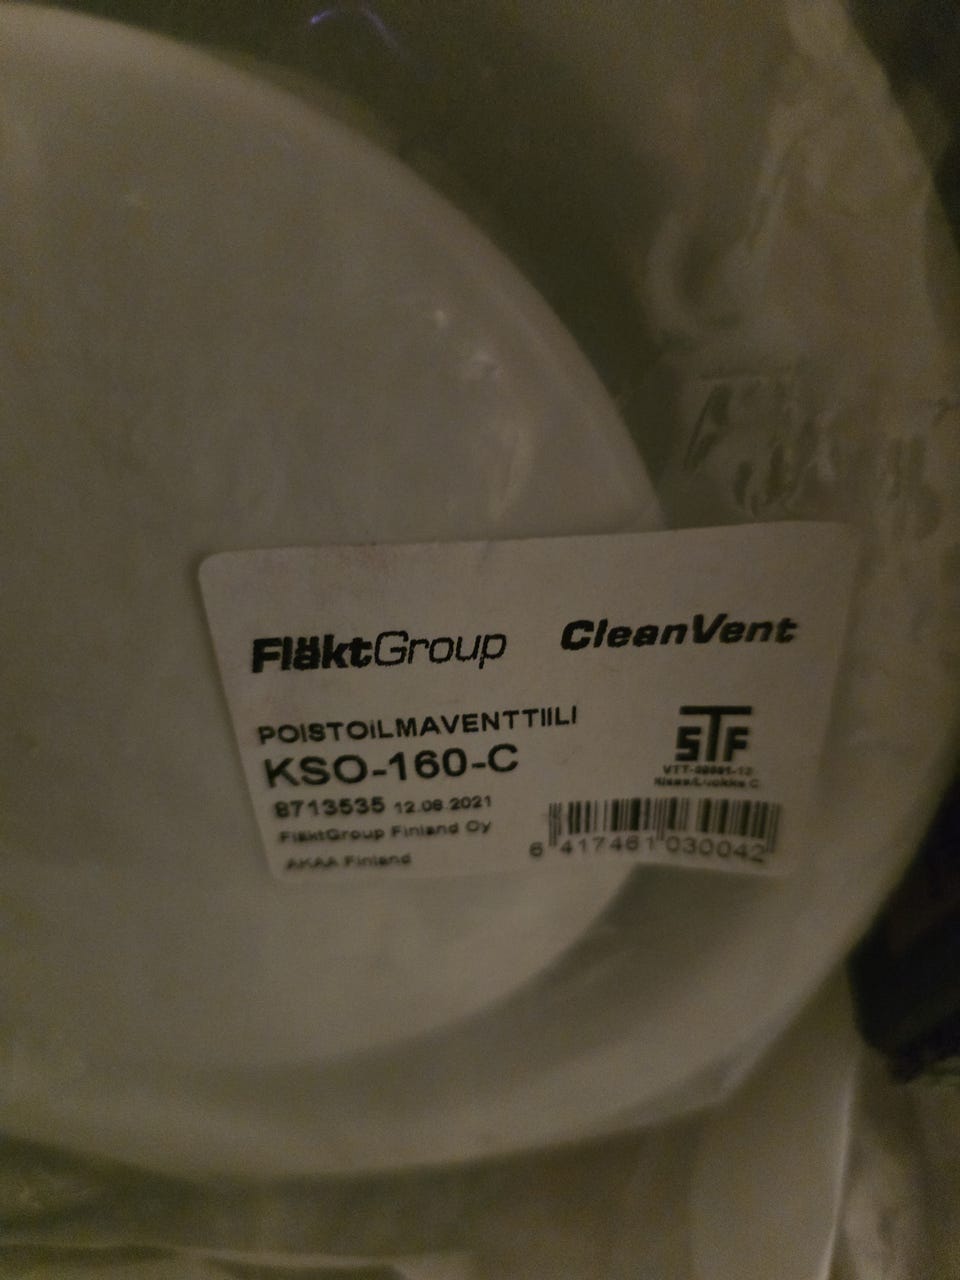 FläktGroup CleanVent
POISTOILMAVENTTIILI
KSO-160-C
STF
8713535 12.08.2021
FläktGroup Finland Oy
AKAA Finland
6 417461 030042